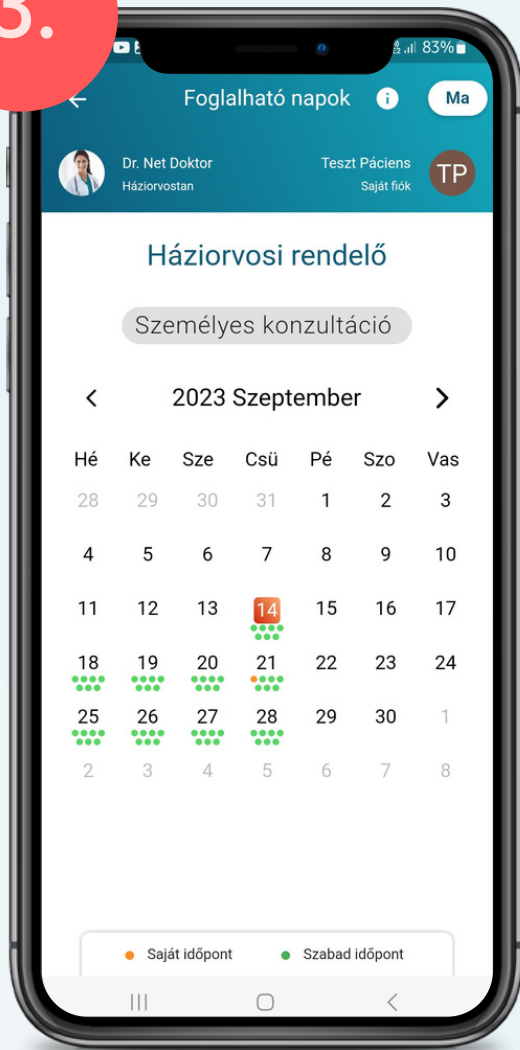 3.
83%
Foglalható napok
Ma
Dr. Net Doktor
Háziorvostan
Teszt Páciens
Saját fiók
TP
Háziorvosi rendelő
Személyes konzultáció
2023 Szeptember
Hé Ke Sze Csü Pé Szo Vas
28 29 30 31 1 2 3
4 5 6 7 8 9 10
11 12 13 14 15 16 17
18 19 20 21 22 23 24
25 26 27 28 29 30 1
2 3 4 5 6 7 8
Saját időpont Szabad időpont